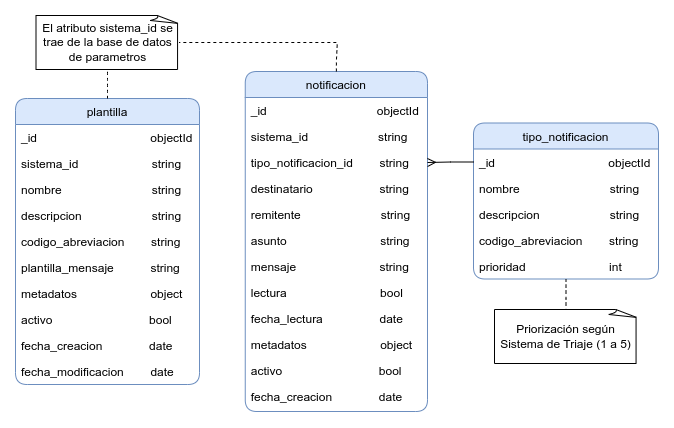 El atributo sistema_id se
trae de la base de datos
de parametros
plantilla
_id objectId
sistema_id string
nombre string
descripcion string
codigo_abreviacion string
plantilla_mensaje string
metadatos object
activo bool
fecha_creacion date
fecha_modificacion date
notificacion
_id objectId
sistema_id string
tipo_notificacion_id string
destinatario string
remitente string
asunto string
mensaje string
lectura bool
fecha_lectura date
metadatos object
activo bool
fecha_creacion date
tipo_notificacion
_id objectId
nombre string
descripcion string
codigo_abreviacion string
prioridad int
Priorización según
Sistema de Triaje (1 a 5)